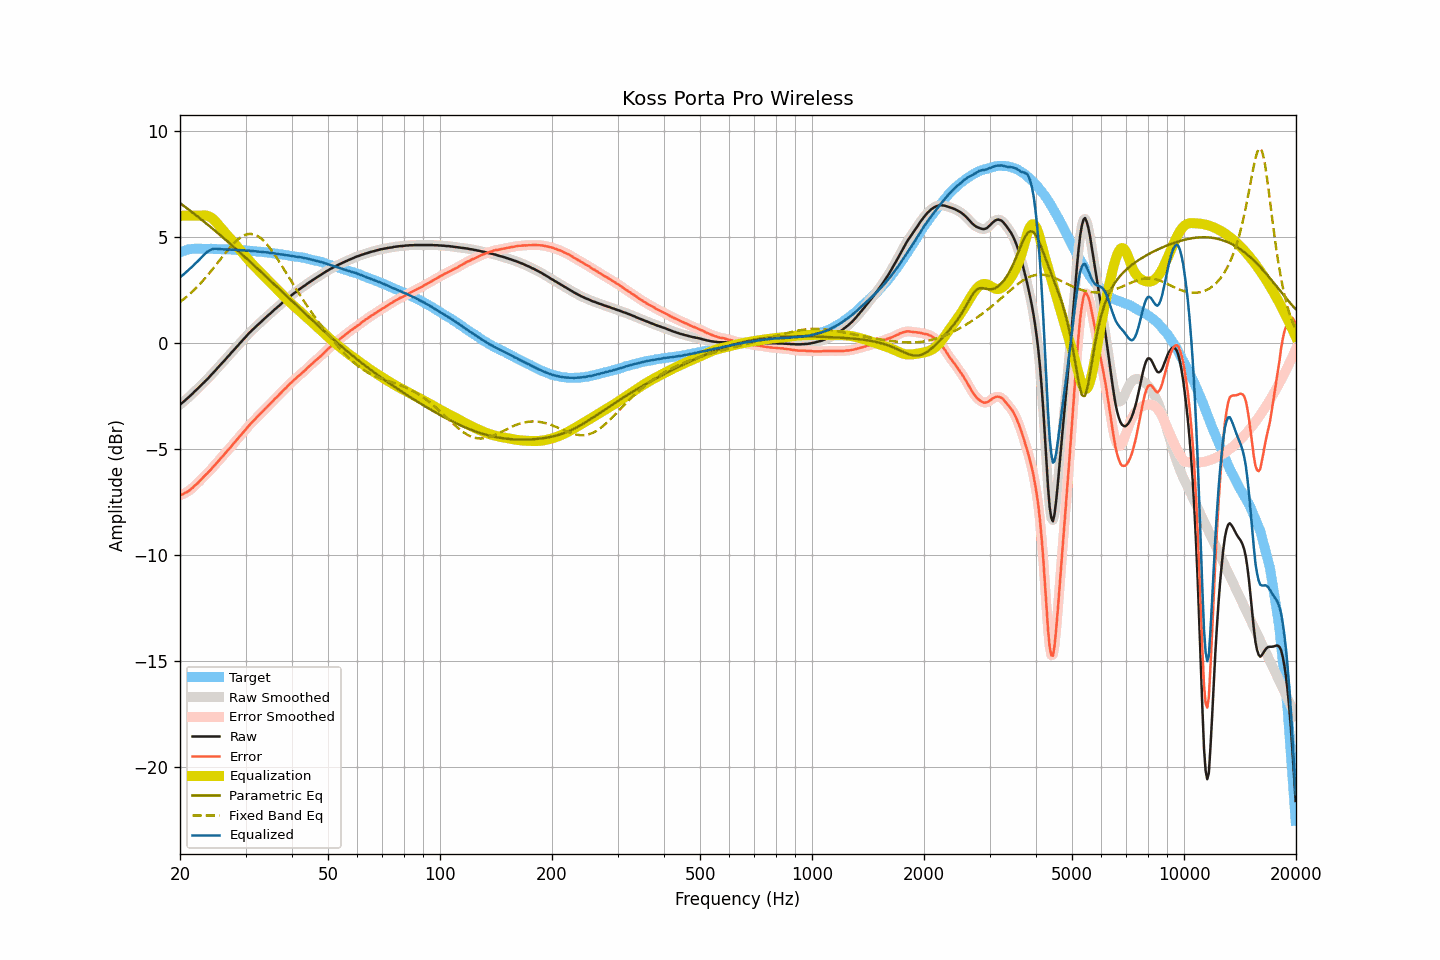 Koss Porta Pro Wireless
10
5
0
−5
−10
−15
−20
Amplitude (dBr)
Target
Raw Smoothed
Error Smoothed
Raw
Error
Equalization
Parametric Eq
Fixed Band Eq
Equalized
20 50 100 200 500 1000 2000 5000 10000 20000
Frequency (Hz)